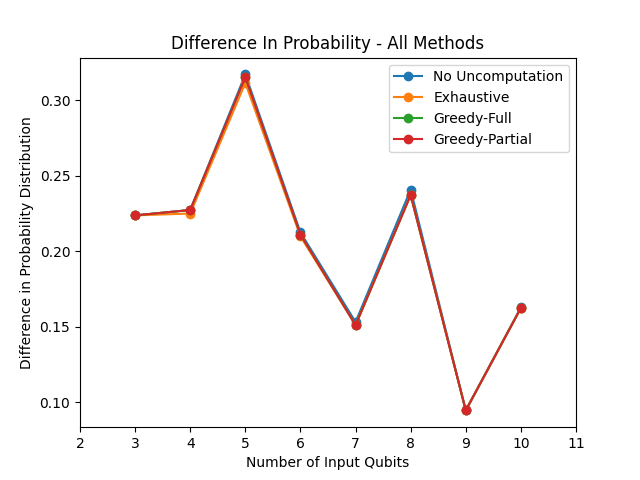 Difference In Probability - All Methods
No Uncomputation
Exhaustive
Greedy-Full
Greedy-Partial
Difference in Probability Distribution
0.30
0.25
0.20
0.15
0.10
2 3 4 5 6 7 8 9 10 11
Number of Input Qubits